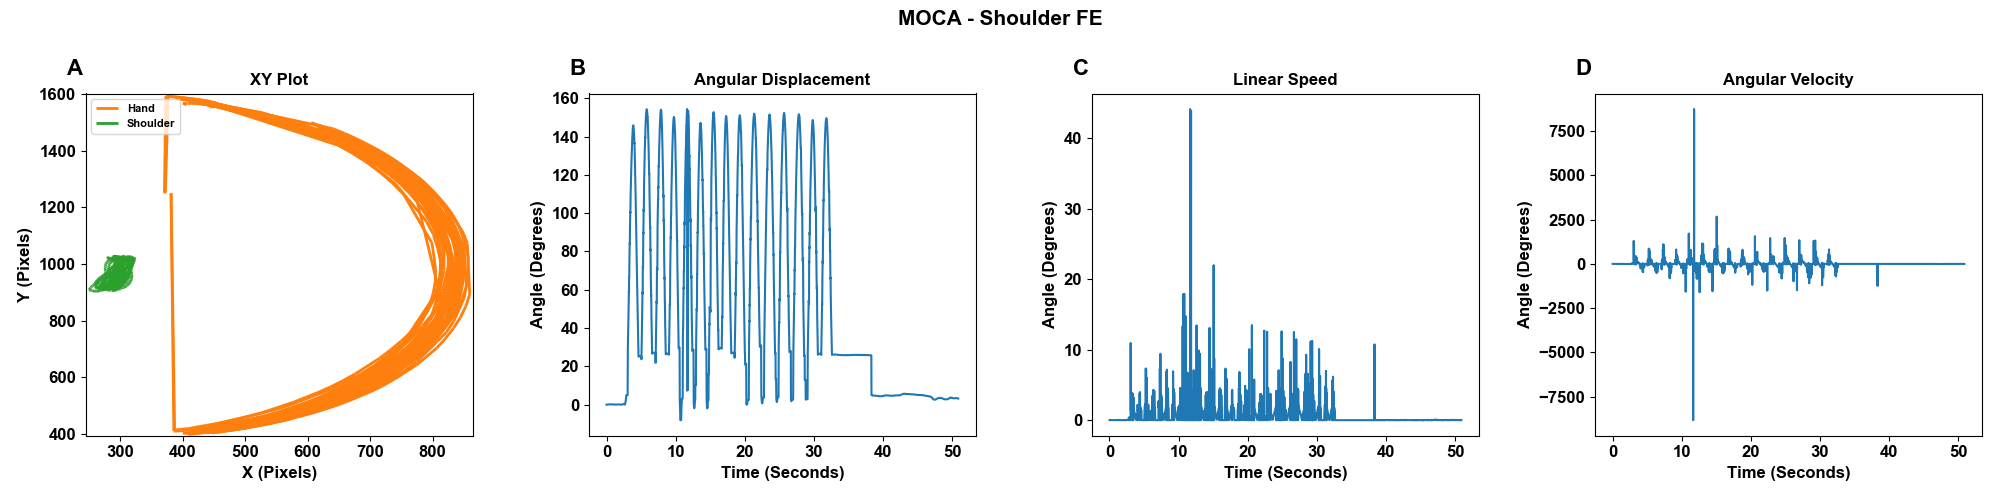 MOCA - Shoulder FE
A
XY Plot
Hand
Shoulder
1600
1400
1200
1000
800
600
400
300
400
500
600
700
800
Y (Pixels)
X (Pixels)
B
Angular Displacement
160
140
120
100
80
60
40
20
0
0
10
20
30
40
50
Angle (Degrees)
Time (Seconds)
C
Linear Speed
40
30
20
10
0
0
10
20
30
40
50
Angle (Degrees)
Time (Seconds)
D
Angular Velocity
7500
5000
2500
0
−2500
−5000
−7500
0
10
20
30
40
50
Angle (Degrees)
Time (Seconds)